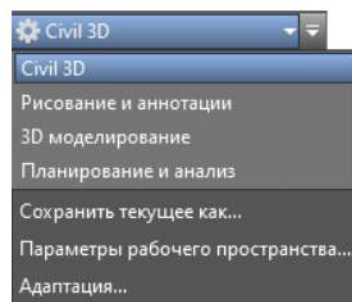 Civil 3D
Civil 3D
Рисование и аннотации
3D моделирование
Планирование и анализ
Сохранить текущее как...
Параметры рабочего пространства...
Адаптация...